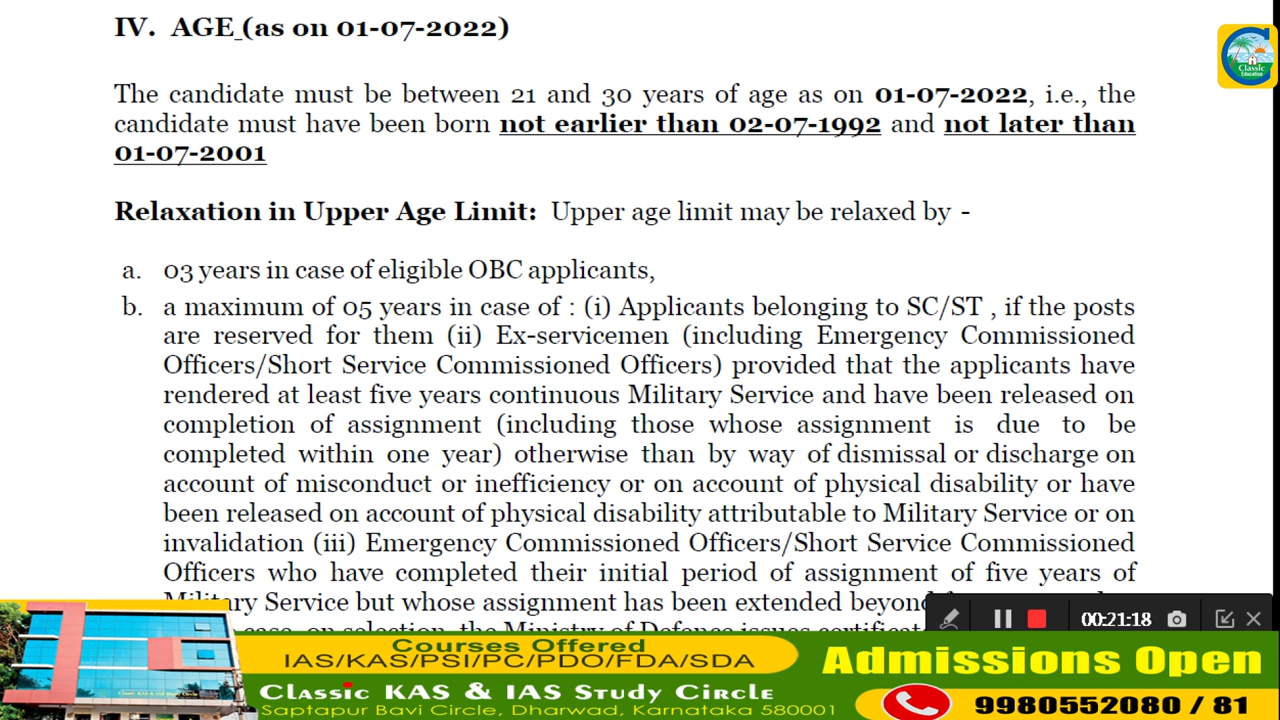 IV. AGE (as on 01-07-2022)
The candidate must be between 21 and 30 years of age as on 01-07-2022, i.e., the
candidate must have been born not earlier than 02-07-1992 and not later than
01-07-2001
Relaxation in Upper Age Limit: Upper age limit may be relaxed by -
a. 03 years in case of eligible OBC applicants,
b. a maximum of 05 years in case of : (i) Applicants belonging to SC/ST , if the posts
are reserved for them (ii) Ex-servicemen (including Emergency Commissioned
Officers/Short Service Commissioned Officers) provided that the applicants have
rendered at least five years continuous Military Service and have been released on
completion of assignment (including those whose assignment is due to be
completed within one year) otherwise than by way of dismissal or discharge on
account of misconduct or inefficiency or on account of physical disability or have
been released on account of physical disability attributable to Military Service or on
invalidation (iii) Emergency Commissioned Officers/Short Service Commissioned
Officers who have completed their initial period of assignment of five years of
Military Service but whose assignment has been extended beyond
case, on selection, the Ministry of Defence issues
Classic
Education
00:21:18
Courses Offered
IAS/KAS/PSI/PC/PDO/FDA/SDA
Classic KAS & IAS Study Circle
Saptapur Bavi Circle, Dharwad, Karnataka 580001
Admissions Open
9980552080 / 81